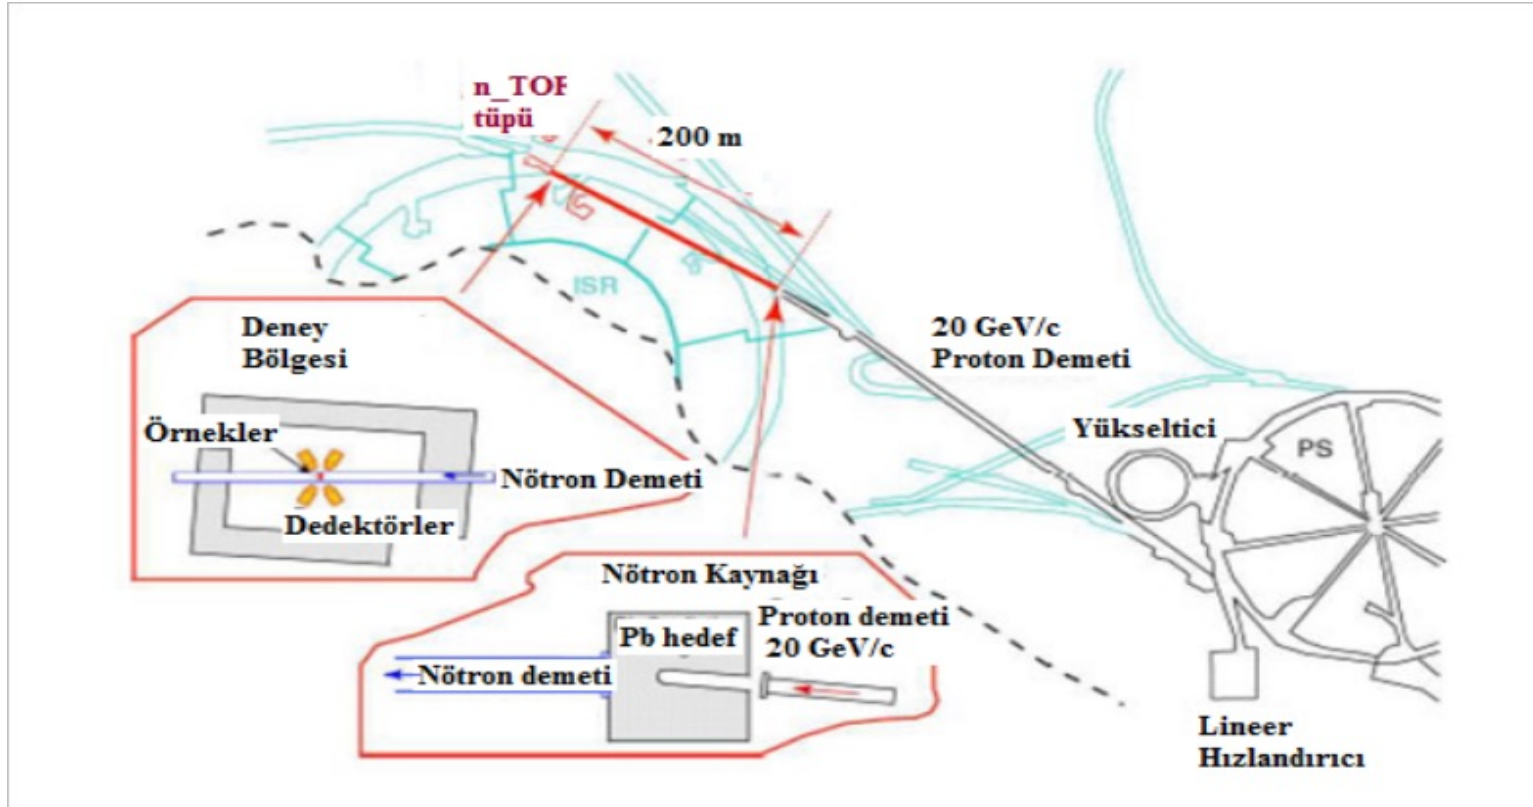 n_TOF
tüpü
200 m
ISR
Deney
Bölgesi
20 GeV/c
Proton Demeti
Örnekler
Yükseltici
PS
Nötron Demeti
Dedektörler
Nötron Kaynağı
Proton demeti
20 GeV/c
Pb hedef
Nötron demeti
Lineer
Hızlandırıcı